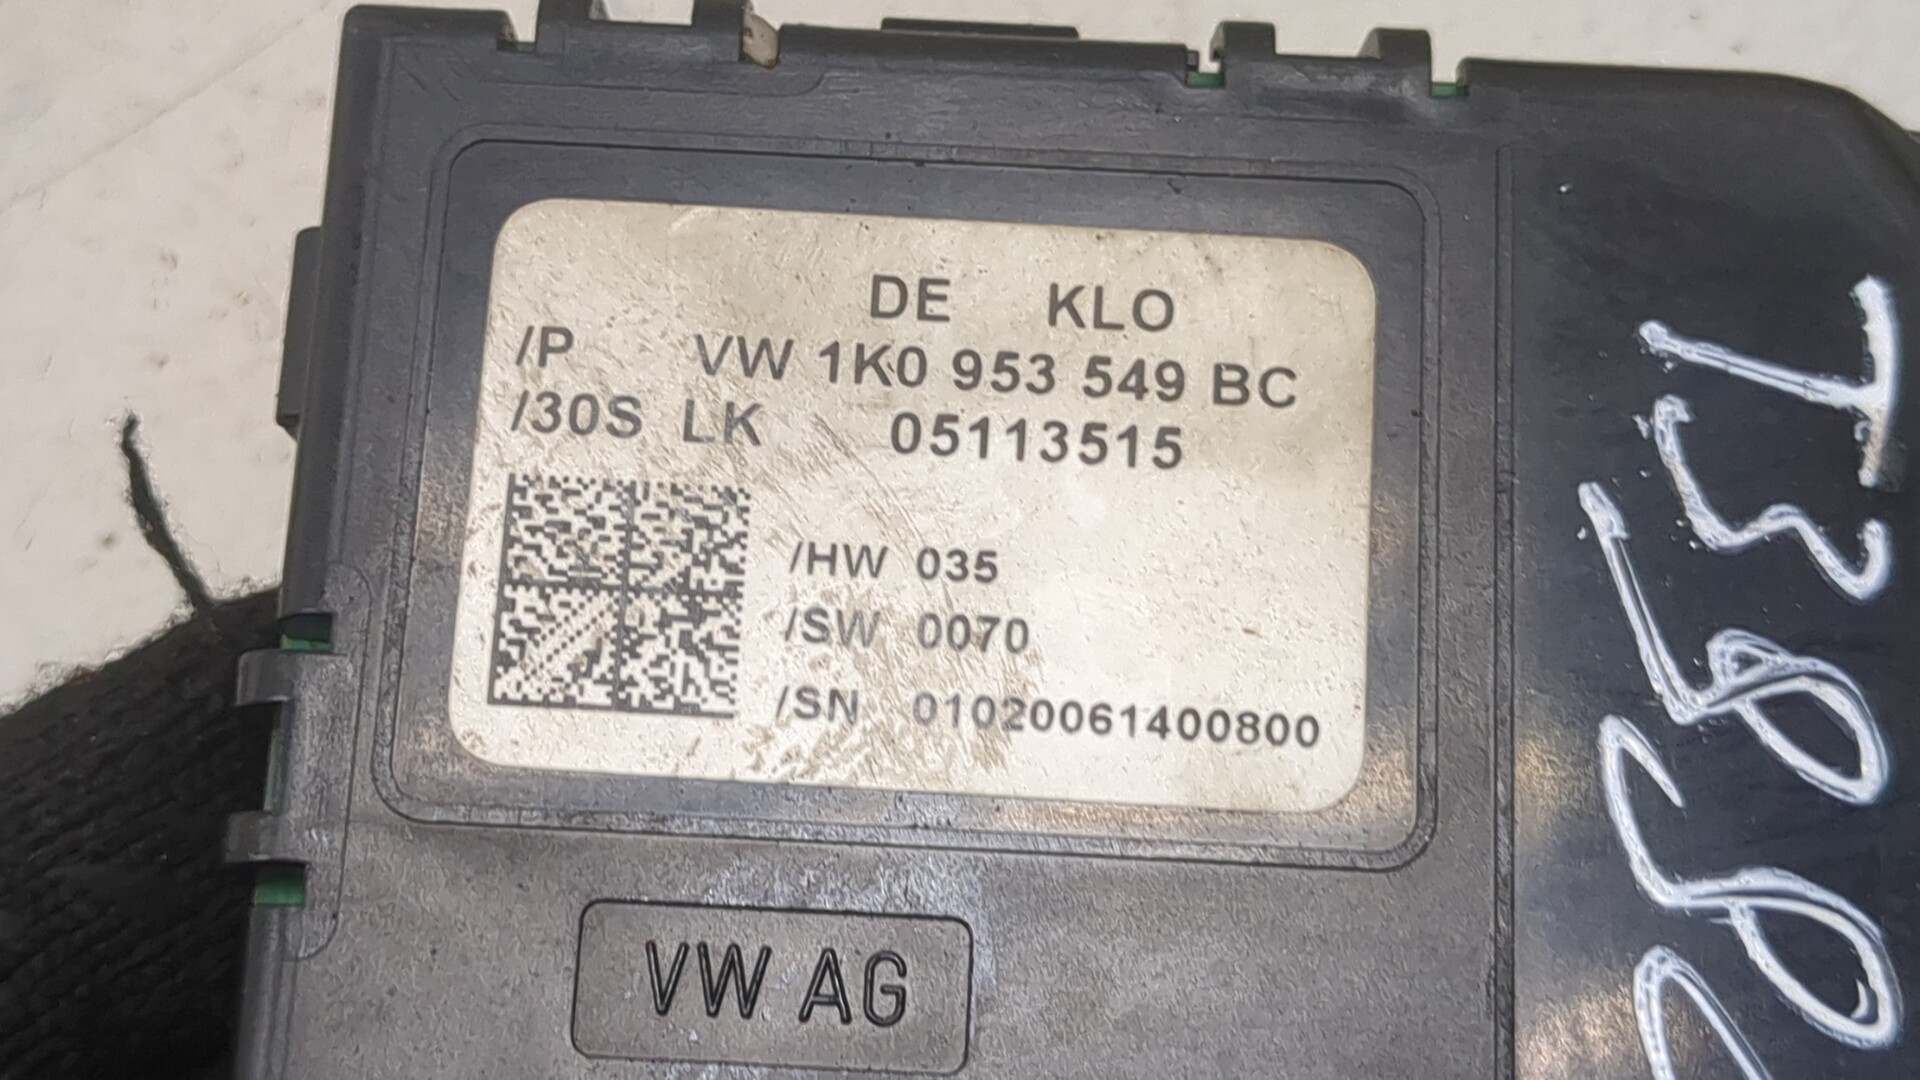 DE KLO
/P VW 1K0 953 549 BC
/30S LK 05113515
/HW 035
/SW 0070
/SN 01020061400800
VW AG